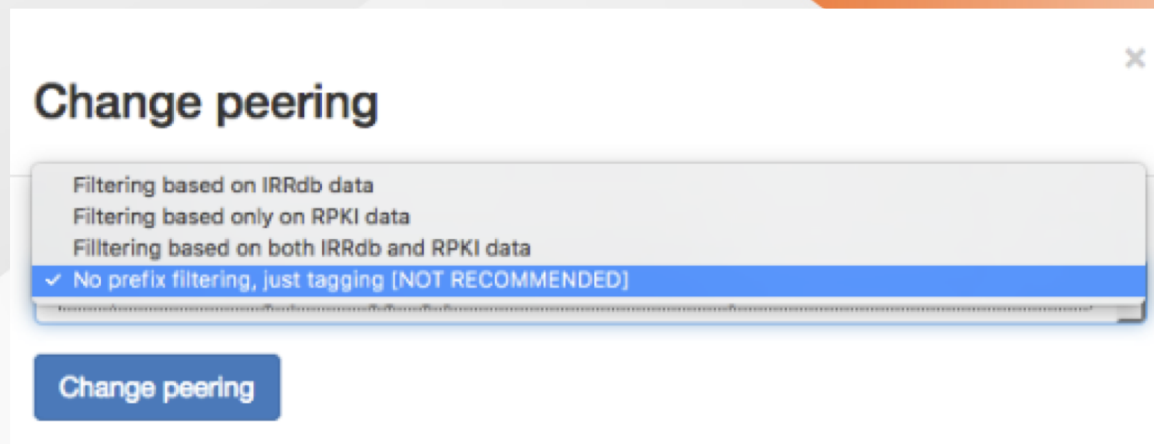 Change peering
Filtering based on IRRdb data
Filtering based only on RPKI data
Filltering based on both IRRdb and RPKI data
✓ No prefix filtering, just tagging [NOT RECOMMENDED]
Change peering